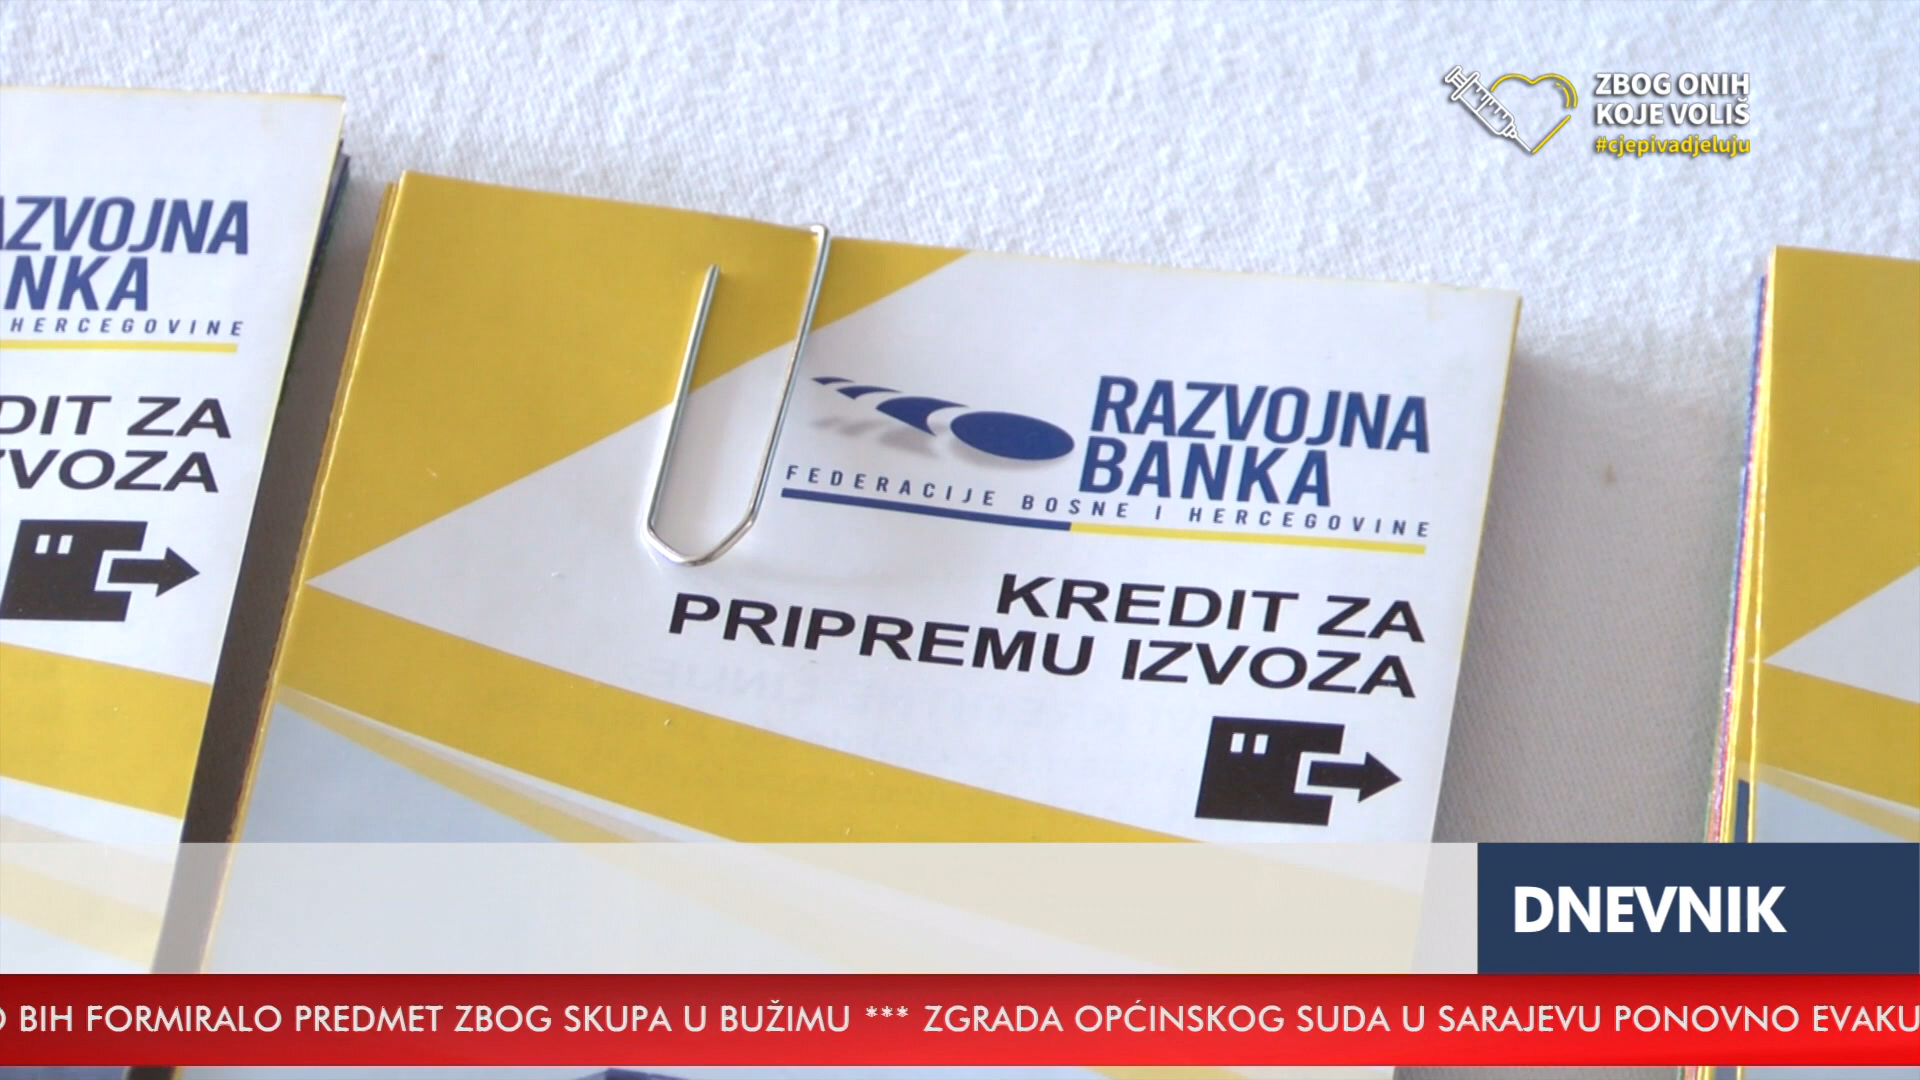 ZBOG ONIH
KOJE VOLIŠ
#cjepivadjeluju
RAZVOJNA
BANKA
FEDERACIJE BOSNE I HERCEGOVINE
KREDIT ZA
PRIPREMU IZVOZA
AZVOJNA
NKA
HERCEGOVINE
DIT ZA
ZVOZA
DNEVNIK
BIH FORMIRALO PREDMET ZBOG SKUPA U BUŽIMU *** ZGRADA OPĆINSKOG SUDA U SARAJEVU PONOVNO EVAKU